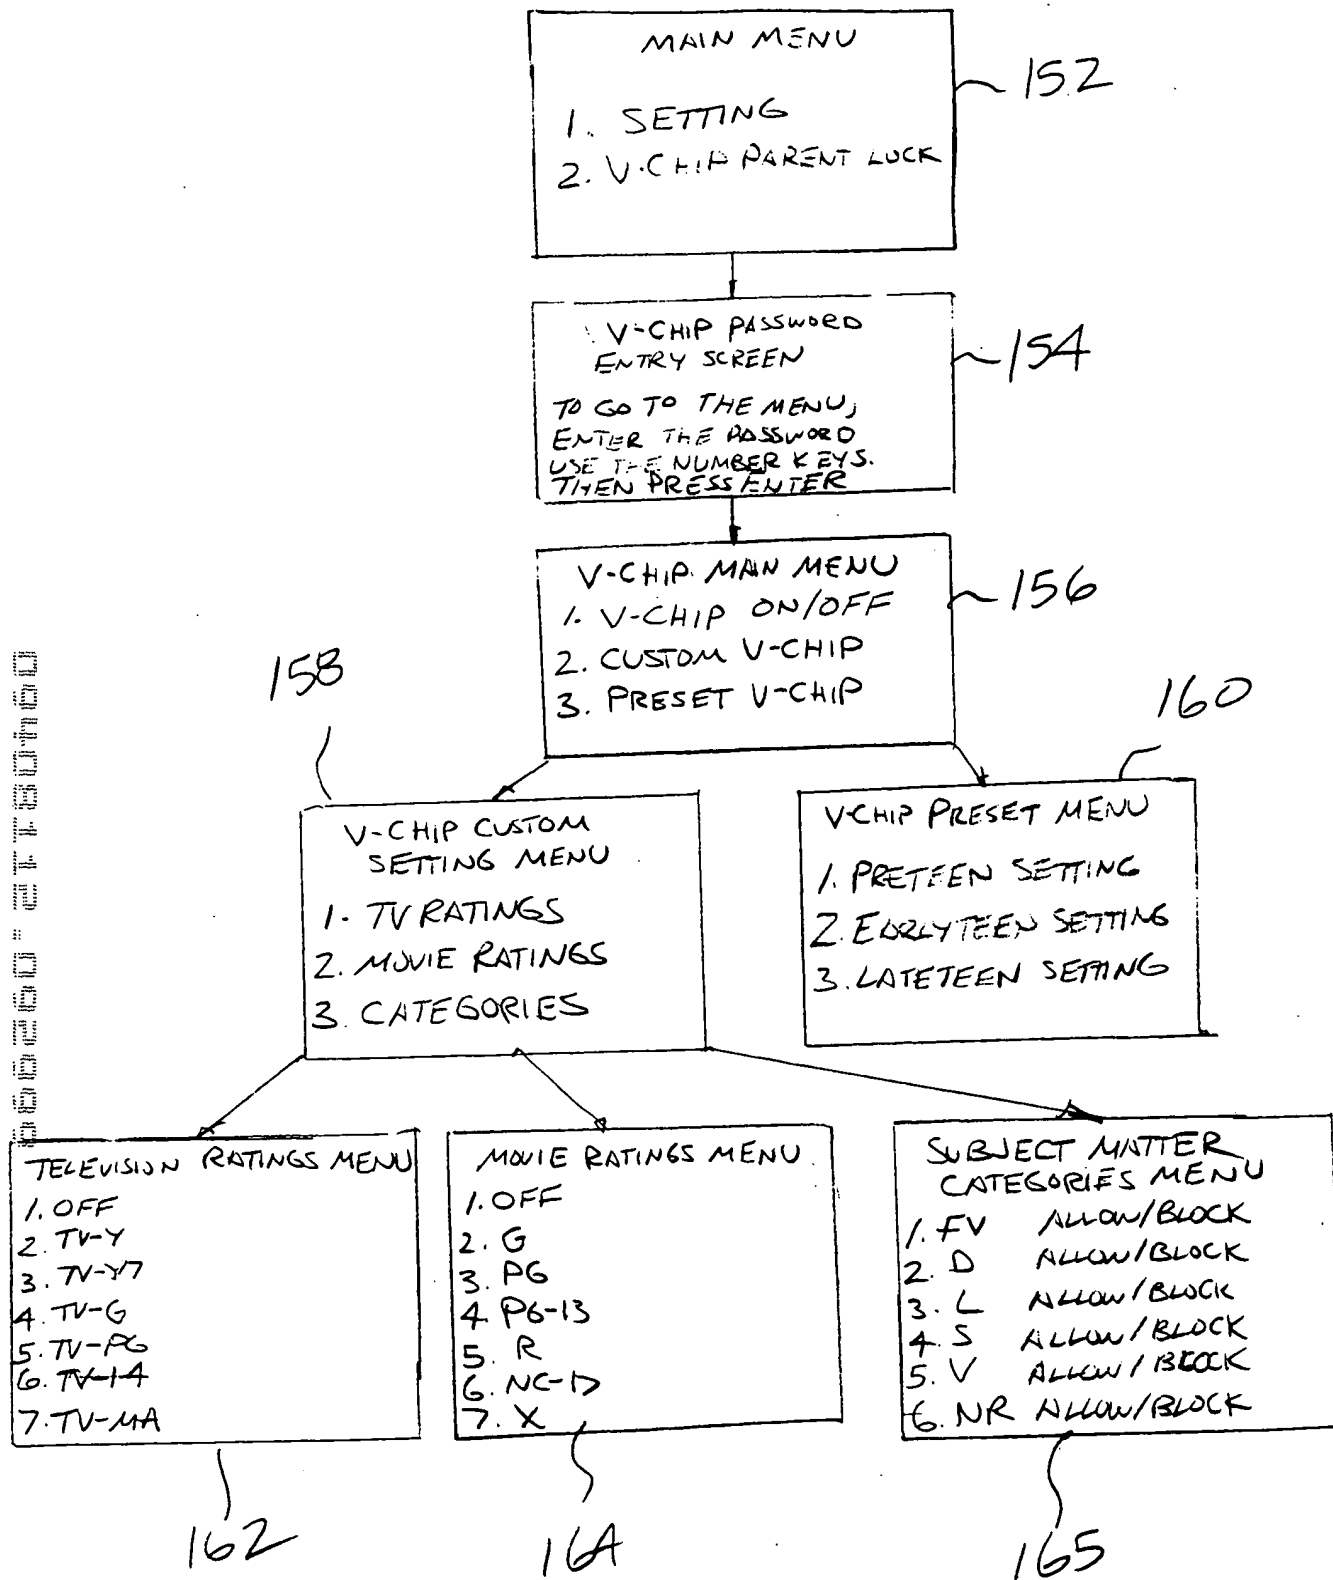 MAIN MENU
1. SETTING
2. V-CHIP PARENT LOCK
152
V-CHIP PASSWORD
ENTRY SCREEN
TO GO TO THE MENU,
ENTER THE PASSWORD
USE THE NUMBER KEYS.
THEN PRESS ENTER
154
V-CHIP MAIN MENU
1. V-CHIP ON/OFF
2. CUSTOM V-CHIP
3. PRESET V-CHIP
156
158
V-CHIP CUSTOM
SETTING MENU
1. TV RATINGS
2. MOVIE RATINGS
3. CATEGORIES
160
V-CHIP PRESET MENU
1. PRETEEN SETTING
2. EARLYTEEN SETTING
3. LATETEEN SETTING
TELEVISION RATINGS MENU
1. OFF
2. TV-Y
3. TV-Y7
4. TV-G
5. TV-PG
6. TV-14
7. TV-MA
162
MOVIE RATINGS MENU
1. OFF
2. G
3. PG
4. PG-13
5. R
6. NC-17
7. X
164
SUBJECT MATTER
CATEGORIES MENU
1. FV ALLOW/BLOCK
2. D ALLOW/BLOCK
3. L ALLOW/BLOCK
4. S ALLOW/BLOCK
5. V ALLOW/BLOCK
6. NR ALLOW/BLOCK
165